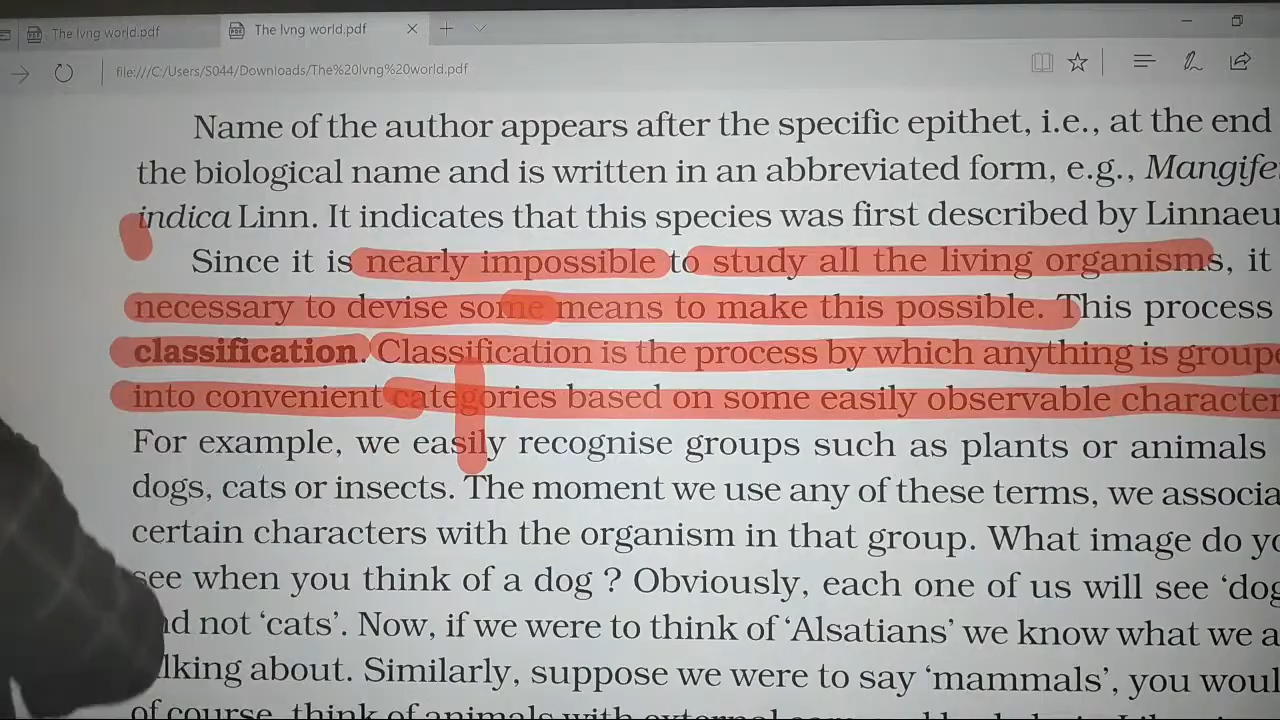 The lvng world.pdf
The lvng world.pdf
file:///C:/Users/S044/Downloads/The%20lvng%20world.pdf
Name of the author appears after the specific epithet, i.e., at the end
the biological name and is written in an abbreviated form, e.g., Mangife
indica Linn. It indicates that this species was first described by Linnaeu
Since it is nearly impossible to study all the living organisms, it
necessary to devise some means to make this possible. This process
classification. Classification is the process by which anything is group
into convenient categories based on some easily observable character
For example, we easily recognise groups such as plants or animals
dogs, cats or insects. The moment we use any of these terms, we associa
certain characters with the organism in that group. What image do yo
see when you think of a dog ? Obviously, each one of us will see ‘dog
nd not ‘cats’. Now, if we were to think of ‘Alsatians’ we know what we a
lking about. Similarly, suppose we were to say ‘mammals’, you woul
of course, think of animals with external